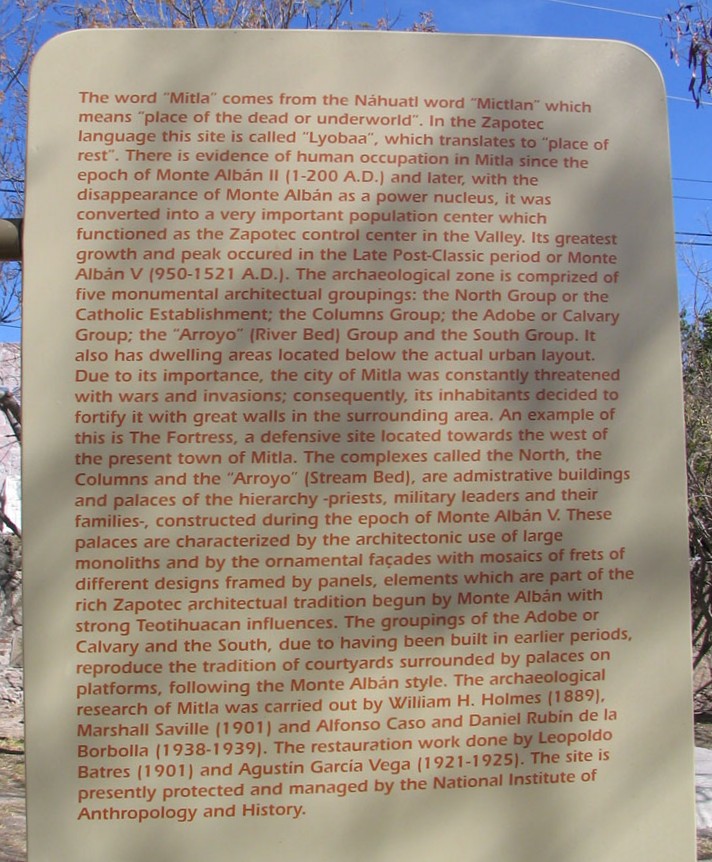 The word "Mitla" comes from the Náhuatl word "Mictlan" which
means "place of the dead or underworld". In the Zapotec
language this site is called "Lyobaa", which translates to "place of
rest". There is evidence of human occupation in Mitla since the
epoch of Monte Albán II (1-200 A.D.) and later, with the
disappearance of Monte Albán as a power nucleus, it was
converted into a very important population center which
functioned as the Zapotec control center in the Valley. Its greatest
growth and peak occured in the Late Post-Classic period or Monte
Albán V (950-1521 A.D.). The archaeological zone is comprized of
five monumental architectual groupings: the North Group or the
Catholic Establishment; the Columns Group; the Adobe or Calvary
Group; the "Arroyo" (River Bed) Group and the South Group. It
also has dwelling areas located below the actual urban layout.
Due to its importance, the city of Mitla was constantly threatened
with wars and invasions; consequently, its inhabitants decided to
fortify it with great walls in the surrounding area. An example of
this is The Fortress, a defensive site located towards the west of
the present town of Mitla. The complexes called the North, the
Columns and the "Arroyo" (Stream Bed), are admistrative buildings
and palaces of the hierarchy -priests, military leaders and their
families-, constructed during the epoch of Monte Albán V. These
palaces are characterized by the architectonic use of large
monoliths and by the ornamental façades with mosaics of frets of
different designs framed by panels, elements which are part of the
rich Zapotec architectual tradition begun by Monte Albán with
strong Teotihuacan influences. The groupings of the Adobe or
Calvary and the South, due to having been built in earlier periods,
reproduce the tradition of courtyards surrounded by palaces on
platforms, following the Monte Albán style. The archaeological
research of Mitla was carried out by William H. Holmes (1889),
Marshall Saville (1901) and Alfonso Caso and Daniel Rubín de la
Borbolla (1938-1939). The restauration work done by Leopoldo
Batres (1901) and Agustín García Vega (1921-1925). The site is
presently protected and managed by the National Institute of
Anthropology and History.